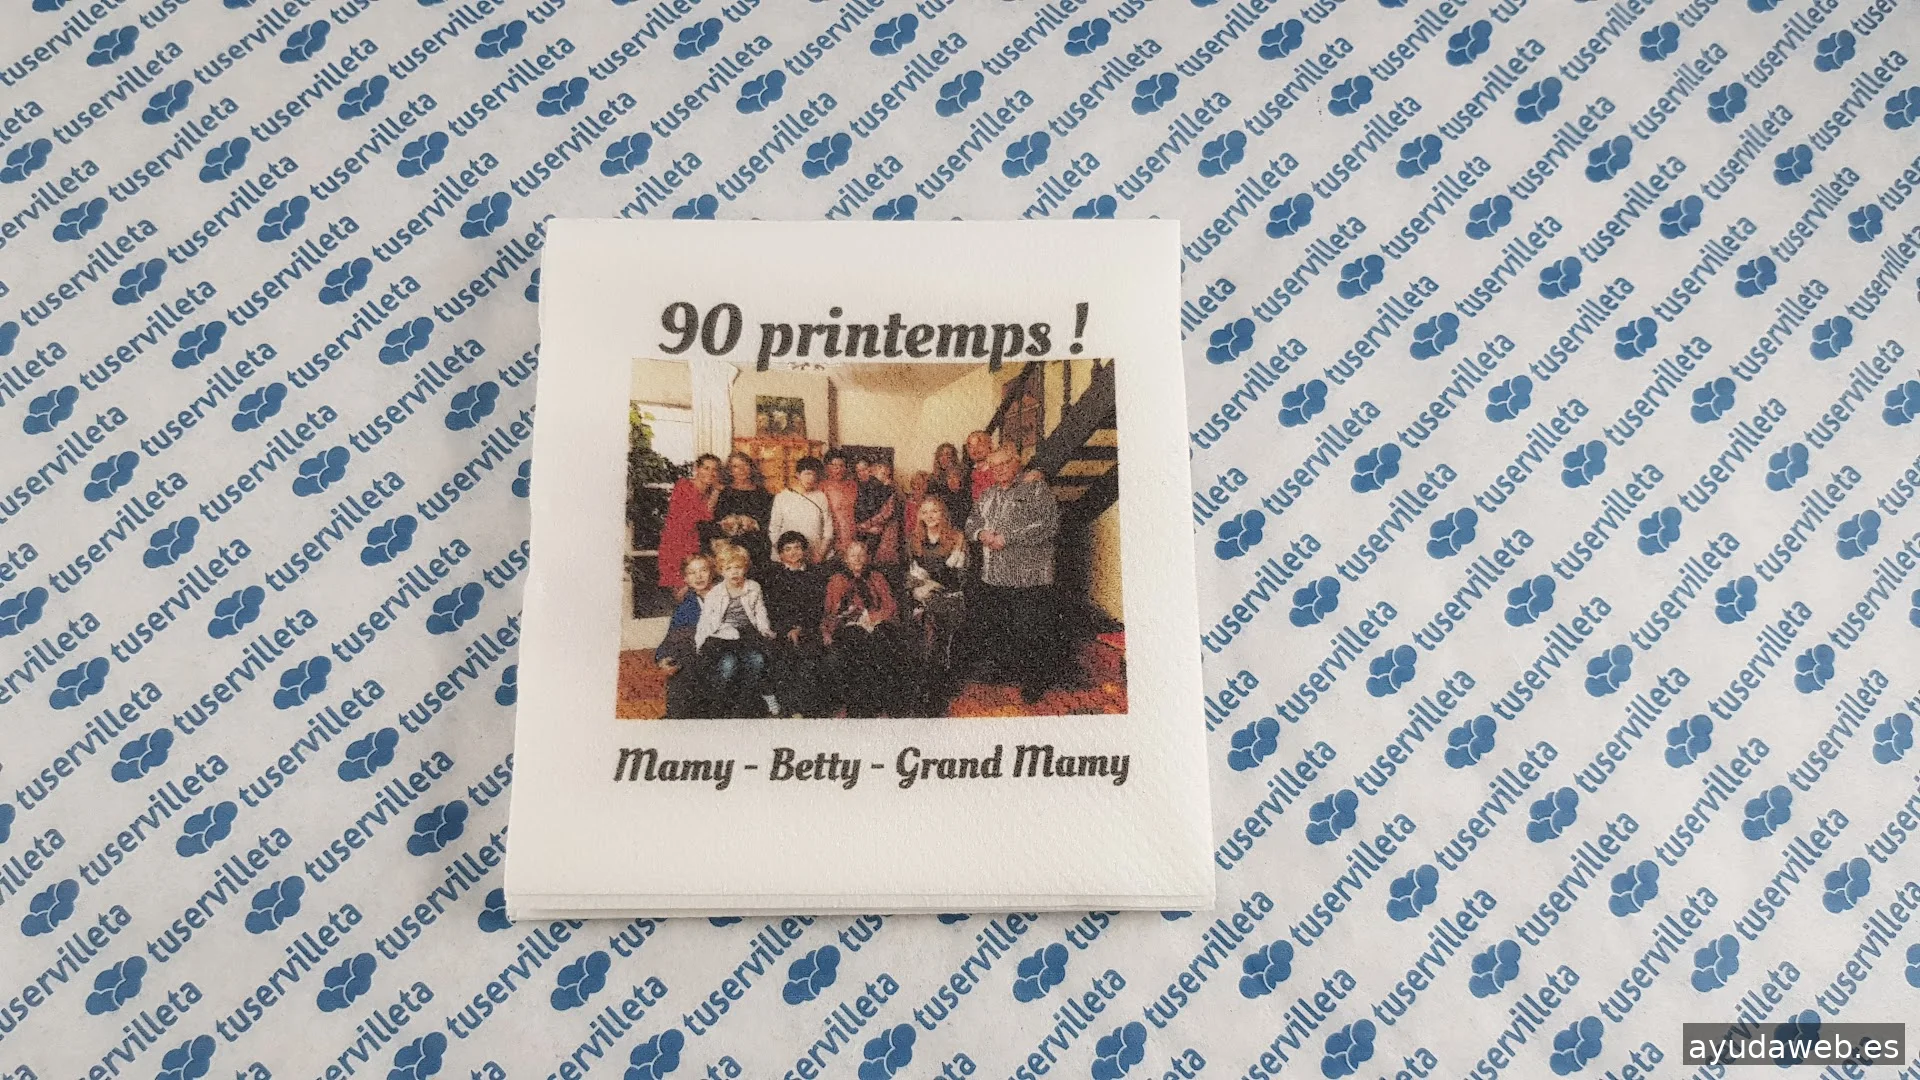 90 printemps !
Mamy - Betty - Grand Mamy
tuservilleta
ayudaweb.es